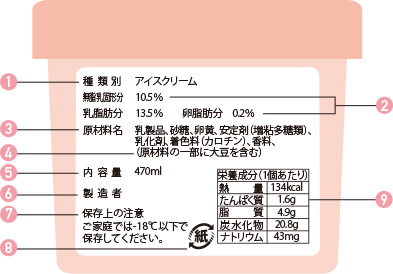 1 種類別 アイスクリーム
無脂乳固形分 10.5%
乳脂肪分 13.5% 卵脂肪分 0.2%
2
3 原材料名 乳製品、砂糖、卵黄、安定剤(増粘多糖類)、
乳化剤、着色料(カロチン)、香料、
4 (原材料の一部に大豆を含む)
5 内容量 470ml
6 製造者
7 保存上の注意
ご家庭では-18℃以下で
保存してください。
8 紙
栄養成分(1個あたり)
熱量 134kcal
たんぱく質 1.6g
脂質 4.9g
炭水化物 20.8g
ナトリウム 43mg
9